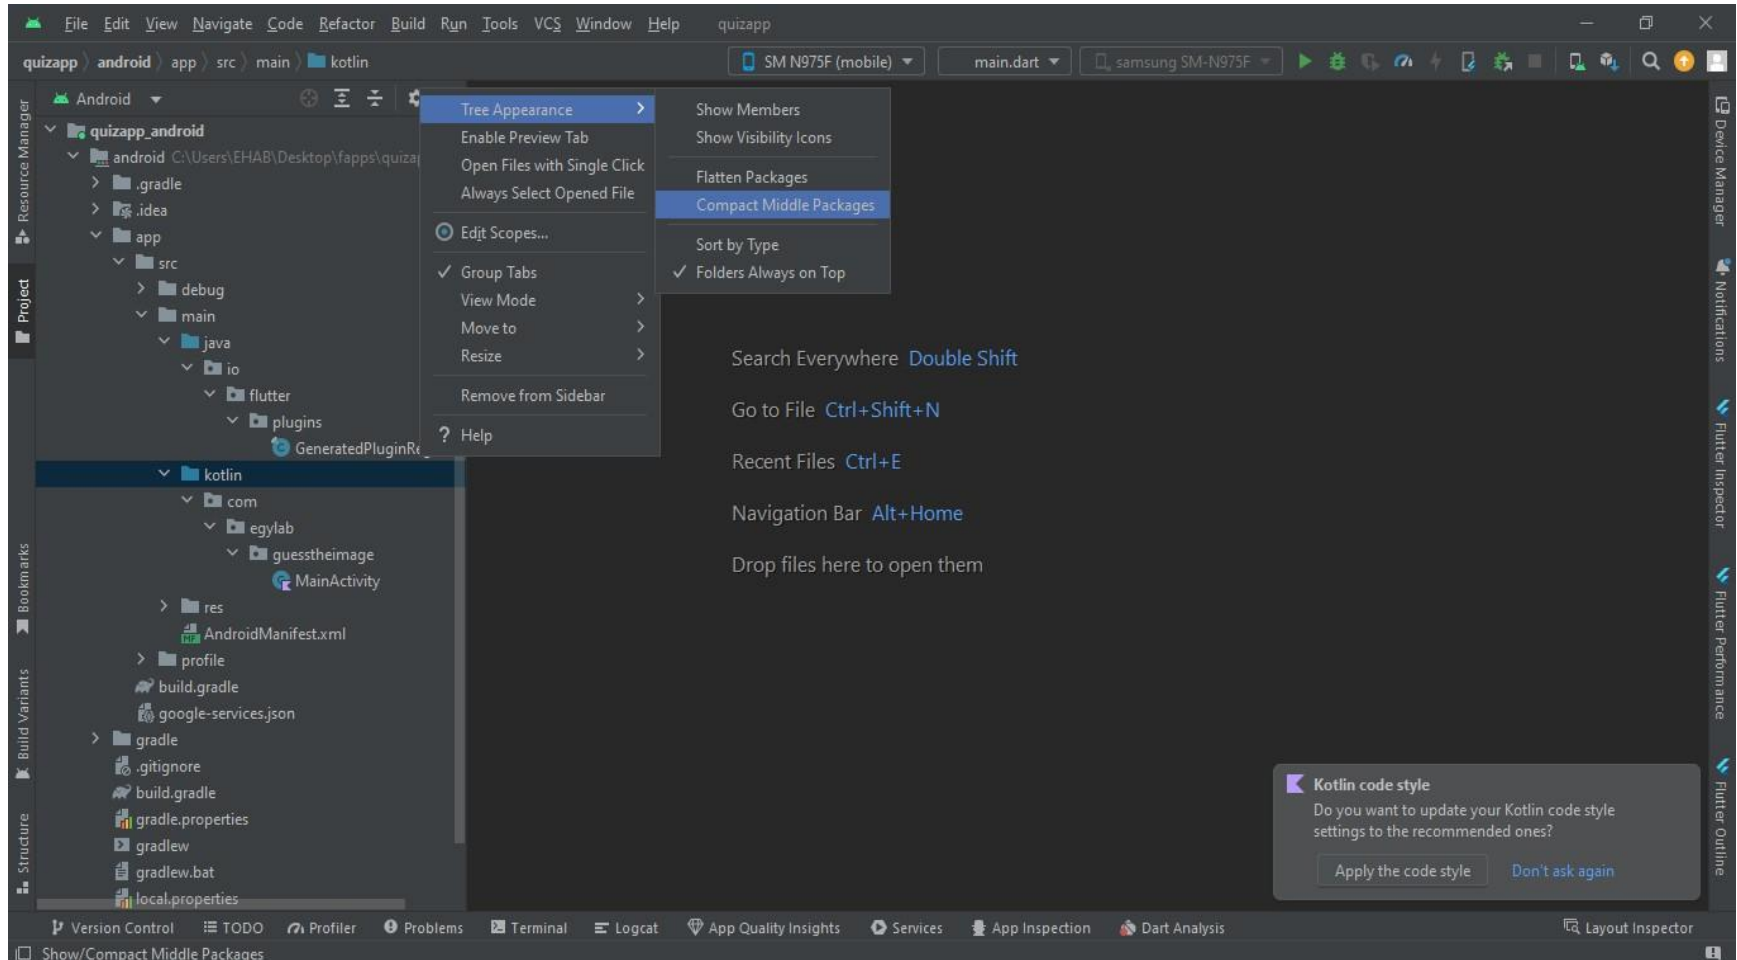 File Edit View Navigate Code Refactor Build Run Tools VCS Window Help quizapp
quizapp android app src main kotlin SM N975F (mobile) main.dart samsung SM-N975F
Android
quizapp_android
android C:\Users\EHAB\Desktop\fapps\quiza
.gradle
.idea
app
src
debug
main
java
io
flutter
plugins
GeneratedPluginRe
kotlin
com
egylab
guesstheimage
MainActivity
res
AndroidManifest.xml
profile
build.gradle
google-services.json
gradle
.gitignore
build.gradle
gradle.properties
gradlew
gradlew.bat
local.properties
Tree Appearance
Enable Preview Tab
Open Files with Single Click
Always Select Opened File
Edit Scopes...
Group Tabs
View Mode
Move to
Resize
Remove from Sidebar
? Help
Show Members
Show Visibility Icons
Flatten Packages
Compact Middle Packages
Sort by Type
Folders Always on Top
Search Everywhere Double Shift
Go to File Ctrl+Shift+N
Recent Files Ctrl+E
Navigation Bar Alt+Home
Drop files here to open them
Kotlin code style
Do you want to update your Kotlin code style
settings to the recommended ones?
Apply the code style Don't ask again
Resource Manager
Project
Bookmarks
Build Variants
Structure
Device Manager
Notifications
Flutter Inspector
Flutter Performance
Flutter Outline
Version Control TODO Profiler Problems Terminal Logcat App Quality Insights Services App Inspection Dart Analysis Layout Inspector
Show/Compact Middle Packages